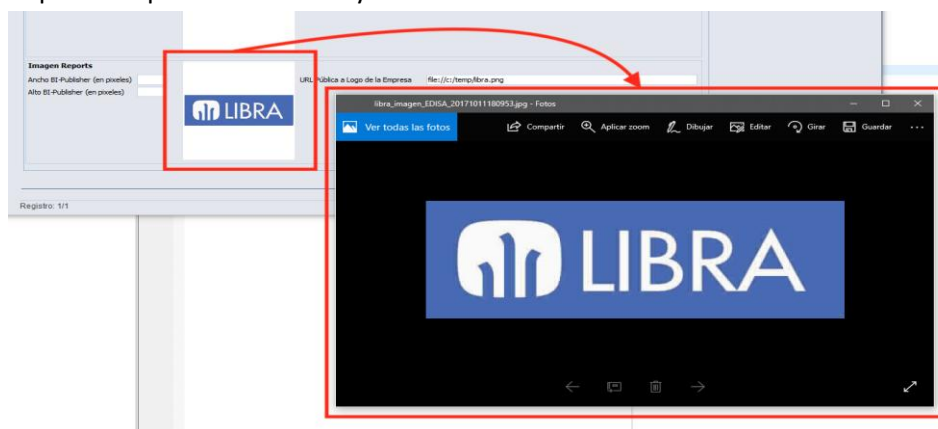 Imagen Reports
Ancho BI-Publisher (en pixeles)
Alto BI-Publisher (en pixeles)
LIBRA
URL Pública a Logo de la Empresa file://c:/temp/libra.png
Registro: 1/1
libra_imagen_EDISA_20171011180953.jpg - Fotos
Ver todas las fotos
Compartir
Aplicar zoom
Dibujar
Editar
Girar
Guardar
LIBRA